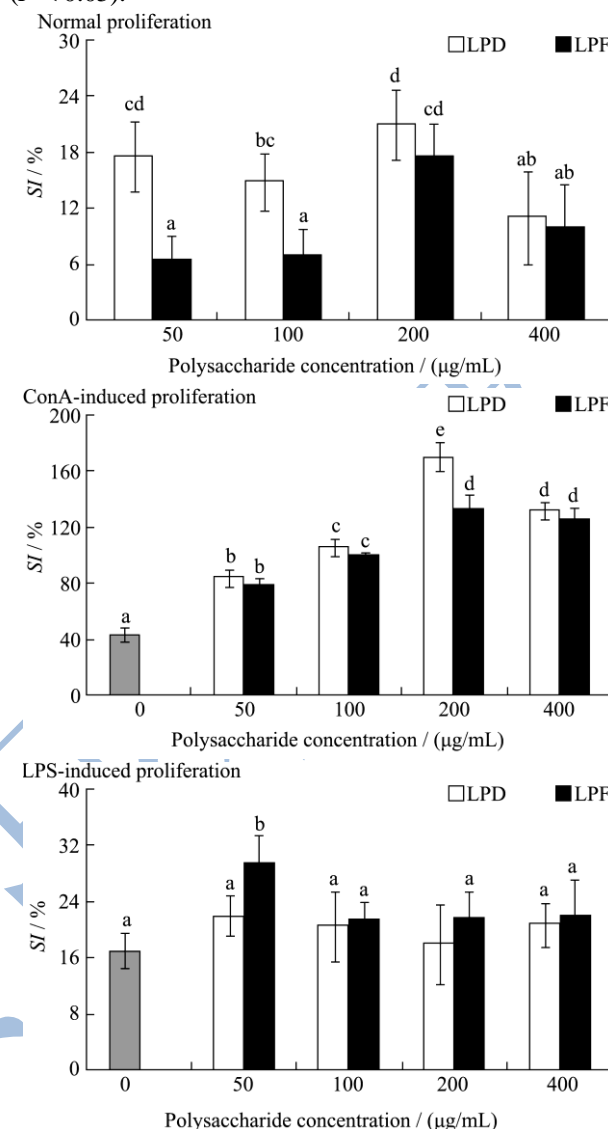 Normal proliferation
LPD LPF
30
24
18
12
6
0
SI / %
cd a bc a d cd ab ab
50 100 200 400
Polysaccharide concentration / (μg/mL)
ConA-induced proliferation
LPD LPF
200
160
120
80
40
0
SI / %
a b b c c e d d d
0 50 100 200 400
Polysaccharide concentration / (μg/mL)
LPS-induced proliferation
LPD LPF
40
32
24
16
8
0
SI / %
a a b a a a a a
0 50 100 200 400
Polysaccharide concentration / (μg/mL)